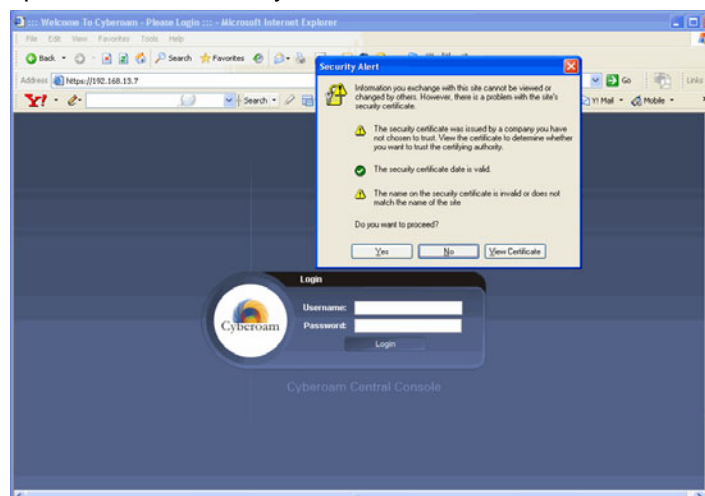 ::: Welcome To Cyberoam - Please Login ::: - Microsoft Internet Explorer
File Edit View Favorites Tools Help
Back Search Favorites
Address https://192.168.13.7 Go Links
Y! Search Y! Mail Mobile
Security Alert
Information you exchange with this site cannot be viewed or
changed by others. However, there is a problem with the site's
security certificate.
The security certificate was issued by a company you have
not chosen to trust. View the certificate to determine whether
you want to trust the certifying authority.
The security certificate date is valid.
The name on the security certificate is invalid or does not
match the name of the site
Do you want to proceed?
Yes No View Certificate
Login
Username:
Cyberoam
Password:
Login
Cyberoam Central Console